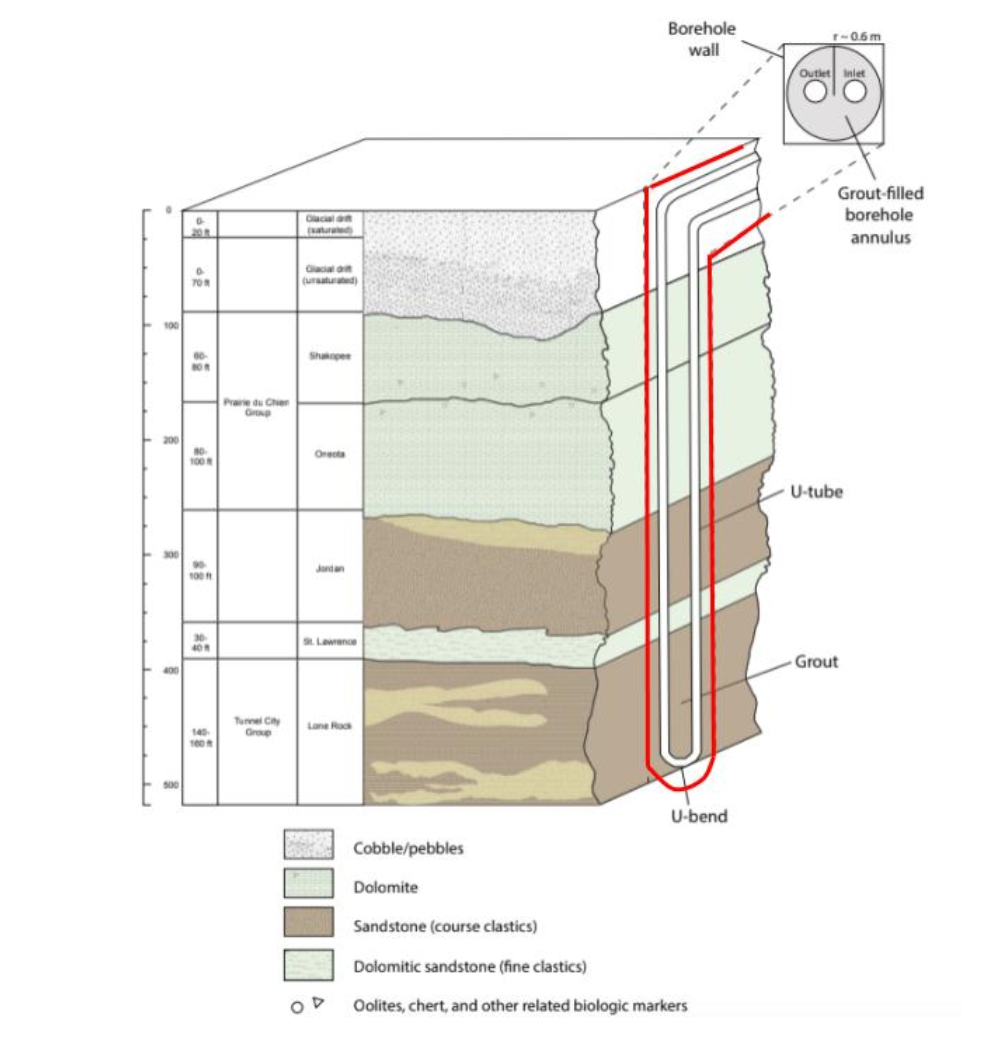 Borehole
wall
r ~ 0.6 m
Outlet
Inlet
Grout-filled
borehole
annulus
0
100
200
300
400
500
0-
20 ft
Glacial drift
(saturated)
0-
70 ft
Glacial drift
(unsaturated)
60-
80 ft
Shakopee
Prairie du Chien
Group
80-
100 ft
Oneota
90-
100 ft
Jordan
30-
40 ft
St. Lawrence
140-
160 ft
Tunnel City
Group
Lone Rock
U-tube
Grout
U-bend
Cobble/pebbles
Dolomite
Sandstone (course clastics)
Dolomitic sandstone (fine clastics)
Oolites, chert, and other related biologic markers